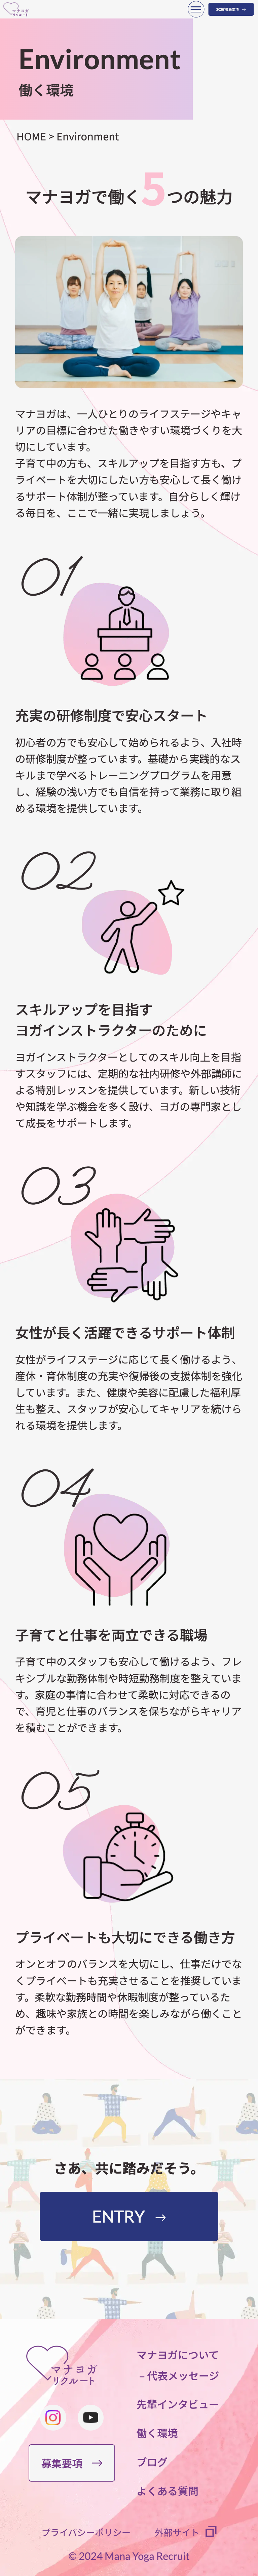 マナヨガ
リクルート
Environment
働く環境
HOME > Environment
マナヨガで働く5つの魅力
マナヨガは、一人ひとりのライフステージやキャ
リアの目標に合わせた働きやすい環境づくりを大
切にしています。
子育て中の方も、スキルアップを目指す方も、プ
ライベートを大切にしたい方も安心して長く働け
るサポート体制が整っています。自分らしく輝け
る毎日を、ここで一緒に実現しましょう。
01
充実の研修制度で安心スタート
初心者の方でも安心して始められるよう、入社時
の研修制度が整っています。基礎から実践的なス
キルまで学べるトレーニングプログラムを用意
し、経験の浅い方でも自信を持って業務に取り組
める環境を提供しています。
02
スキルアップを目指す
ヨガインストラクターのために
ヨガインストラクターとしてのスキル向上を目指
すスタッフには、定期的な社内研修や外部講師に
よる特別レッスンを提供しています。新しい技術
や知識を学ぶ機会を多く設け、ヨガの専門家とし
て成長をサポートします。
03
女性が長く活躍できるサポート体制
女性がライフステージに応じて長く働けるよう、
産休・育休制度の充実や復帰後の支援体制を強化
しています。また、健康や美容に配慮した福利厚
生も整え、スタッフが安心してキャリアを続けら
れる環境を提供します。
04
子育てと仕事を両立できる職場
子育て中のスタッフも安心して働けるよう、フレ
キシブルな勤務体制や時短勤務制度を整えていま
す。家庭の事情に合わせて柔軟に対応できるの
で、育児と仕事のバランスを保ちながらキャリア
を積むことができます。
05
プライベートも大切にできる働き方
オンとオフのバランスを大切にし、仕事だけでな
くプライベートも充実させることを推奨していま
す。柔軟な勤務時間や休暇制度が整っているた
め、趣味や家族との時間を楽しみながら働くこと
ができます。
さあ、共に踏みだそう。
ENTRY →
マナヨガ
リクルート
募集要項 →
マナヨガについて
– 代表メッセージ
先輩インタビュー
働く環境
ブログ
よくある質問
プライバシーポリシー
外部サイト
© 2024 Mana Yoga Recruit